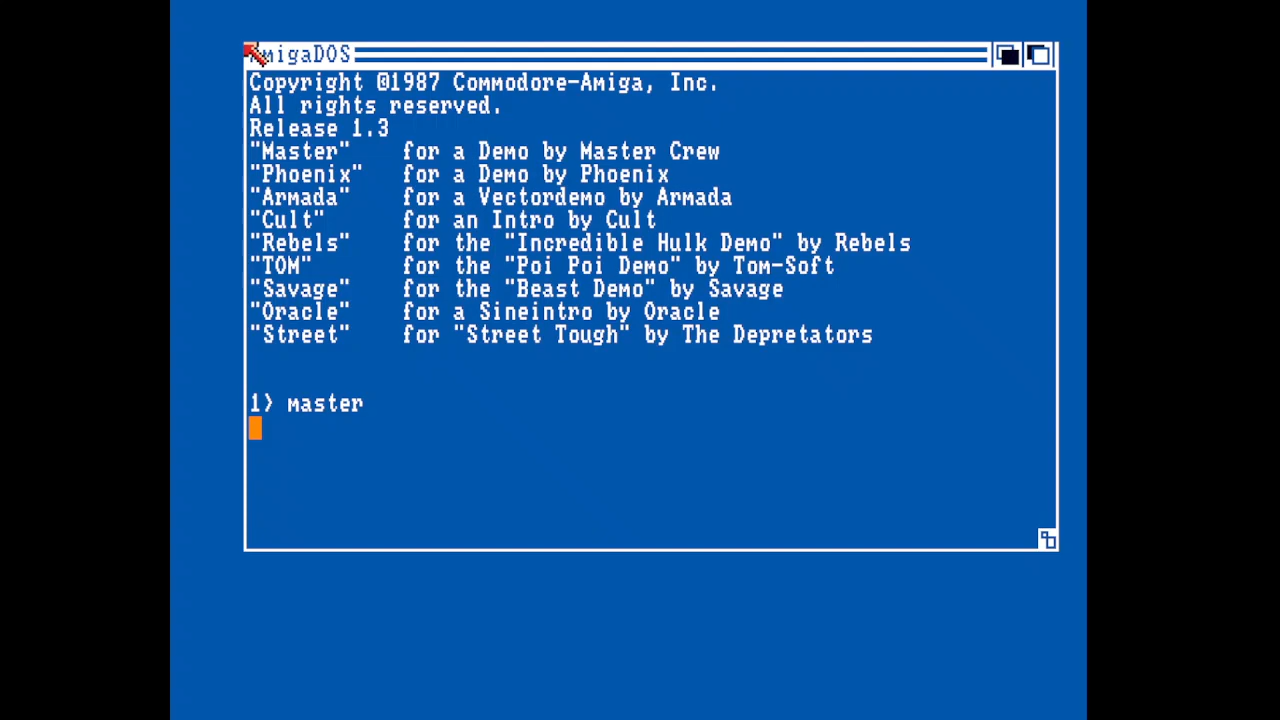 AmigaDOS
Copyright ©1987 Commodore-Amiga, Inc.
All rights reserved.
Release 1.3
"Master" for a Demo by Master Crew
"Phoenix" for a Demo by Phoenix
"Armada" for a Vectordemo by Armada
"Cult" for an Intro by Cult
"Rebels" for the "Incredible Hulk Demo" by Rebels
"TOM" for the "Poi Poi Demo" by Tom-Soft
"Savage" for the "Beast Demo" by Savage
"Oracle" for a Sineintro by Oracle
"Street" for "Street Tough" by The Depretators
1> master